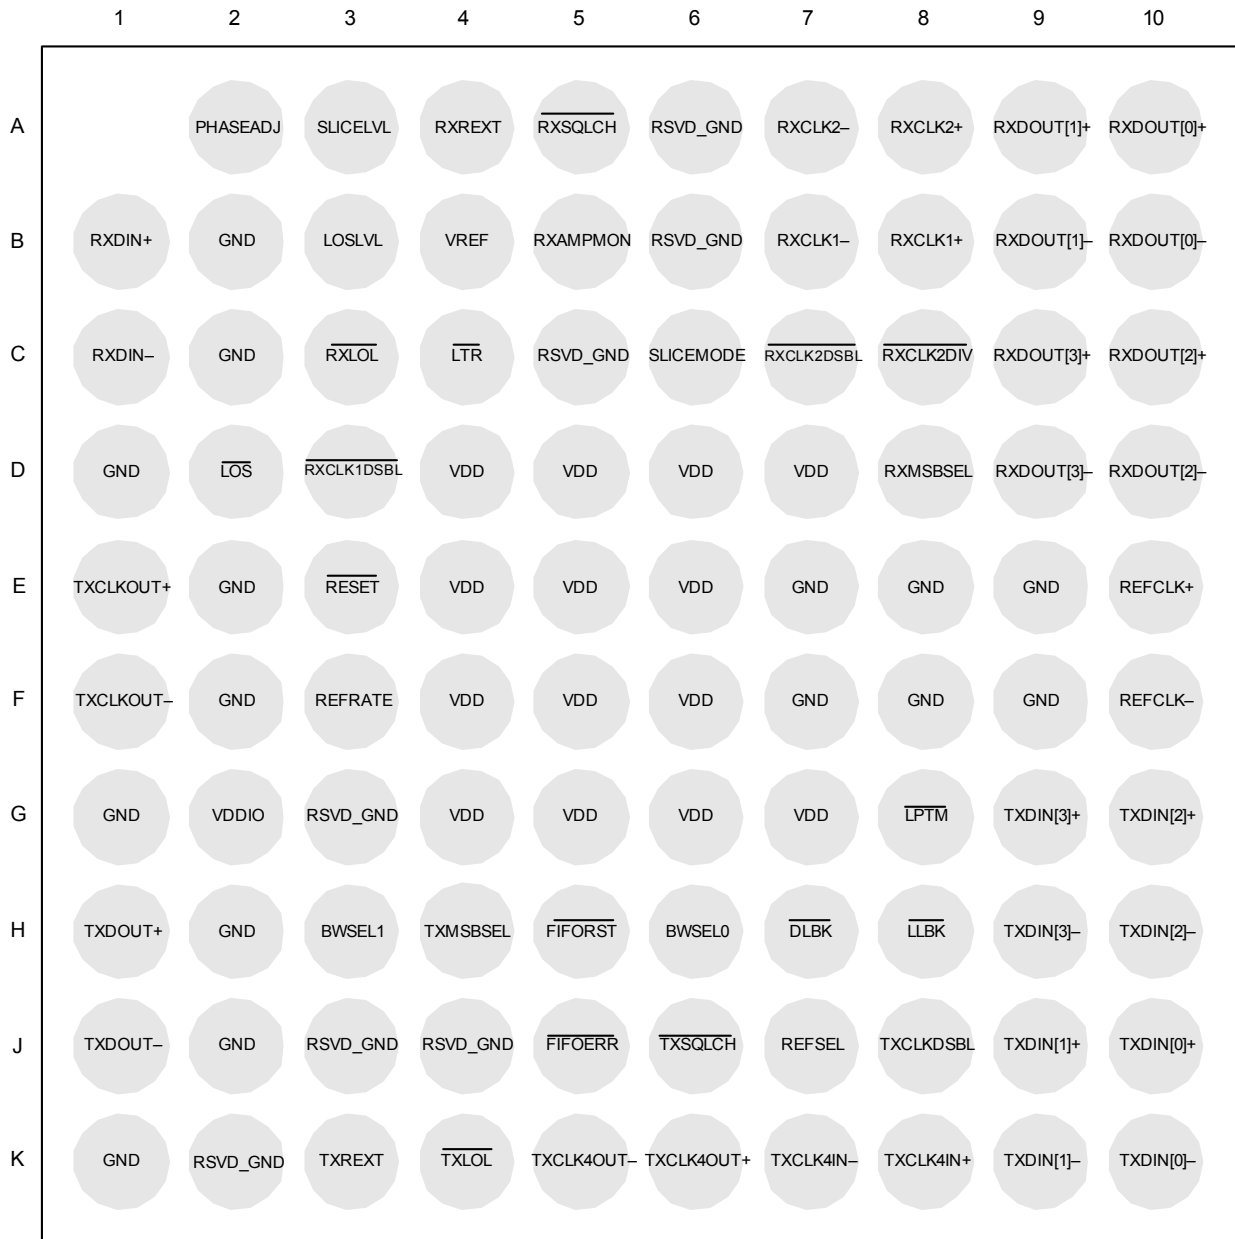 1 2 3 4 5 6 7 8 9 10
A PHASEADJ SLICELVL RXREXT RXSQLCH RSVD_GND RXCLK2– RXCLK2+ RXDOUT[1]+ RXDOUT[0]+
B RXDIN+ GND LOSLVL VREF RXAMPMON RSVD_GND RXCLK1– RXCLK1+ RXDOUT[1]– RXDOUT[0]–
C RXDIN– GND RXLOL LTR RSVD_GND SLICEMODE RXCLK2DSBL RXCLK2DIV RXDOUT[3]+ RXDOUT[2]+
D GND LOS RXCLK1DSBL VDD VDD VDD VDD RXMSBSEL RXDOUT[3]– RXDOUT[2]–
E TXCLKOUT+ GND RESET VDD VDD VDD GND GND GND REFCLK+
F TXCLKOUT– GND REFRATE VDD VDD VDD GND GND GND REFCLK–
G GND VDDIO RSVD_GND VDD VDD VDD VDD LPTM TXDIN[3]+ TXDIN[2]+
H TXDOUT+ GND BWSEL1 TXMSBSEL FIFORST BWSEL0 DLBK LLBK TXDIN[3]– TXDIN[2]–
J TXDOUT– GND RSVD_GND RSVD_GND FIFOERR TXSQLCH REFSEL TXCLKDSBL TXDIN[1]+ TXDIN[0]+
K GND RSVD_GND TXREXT TXLOL TXCLK4OUT– TXCLK4OUT+ TXCLK4IN– TXCLK4IN+ TXDIN[1]– TXDIN[0]–